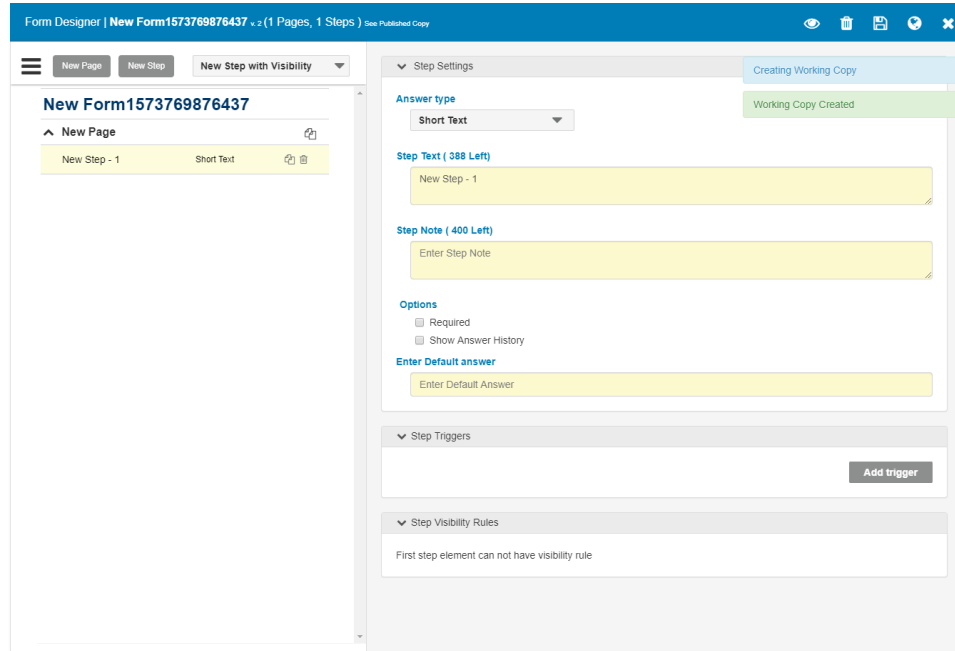 Form Designer | New Form1573769876437 v. 2 (1 Pages, 1 Steps ) See Published Copy
New Page
New Step
New Step with Visibility
New Form1573769876437
New Page
New Step - 1
Short Text
Step Settings
Creating Working Copy
Working Copy Created
Answer type
Short Text
Step Text ( 388 Left)
New Step - 1
Step Note ( 400 Left)
Enter Step Note
Options
Required
Show Answer History
Enter Default answer
Enter Default Answer
Step Triggers
Add trigger
Step Visibility Rules
First step element can not have visibility rule